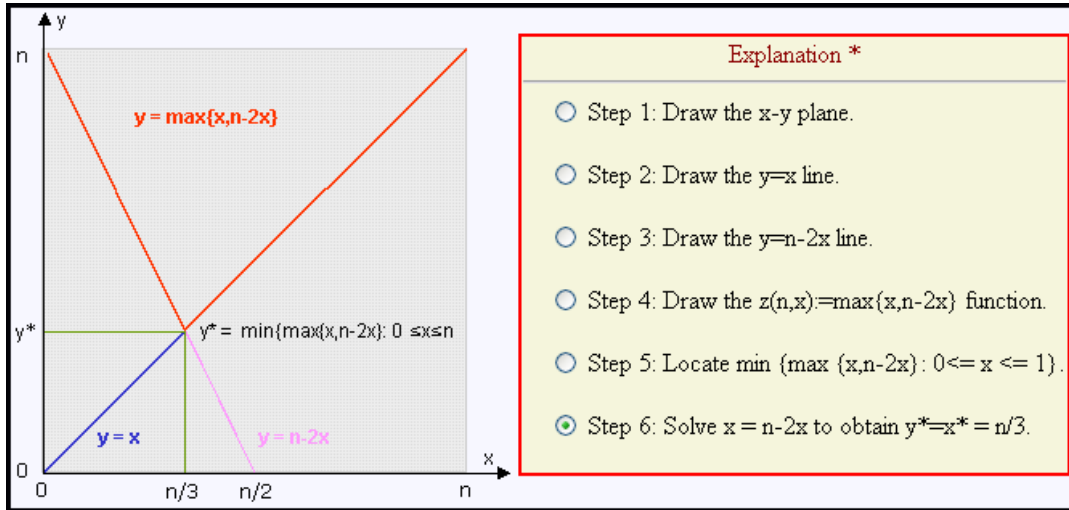 y
n
y = max{x,n-2x}
y*
y* = min{max{x,n-2x}: 0 ≤x≤n
y = x
y = n-2x
x
0
0
n/3
n/2
n
Explanation *
Step 1: Draw the x-y plane.
Step 2: Draw the y=x line.
Step 3: Draw the y=n-2x line.
Step 4: Draw the z(n,x):=max{x,n-2x} function.
Step 5: Locate min {max {x,n-2x}: 0<= x <= 1}.
Step 6: Solve x = n-2x to obtain y*=x* = n/3.